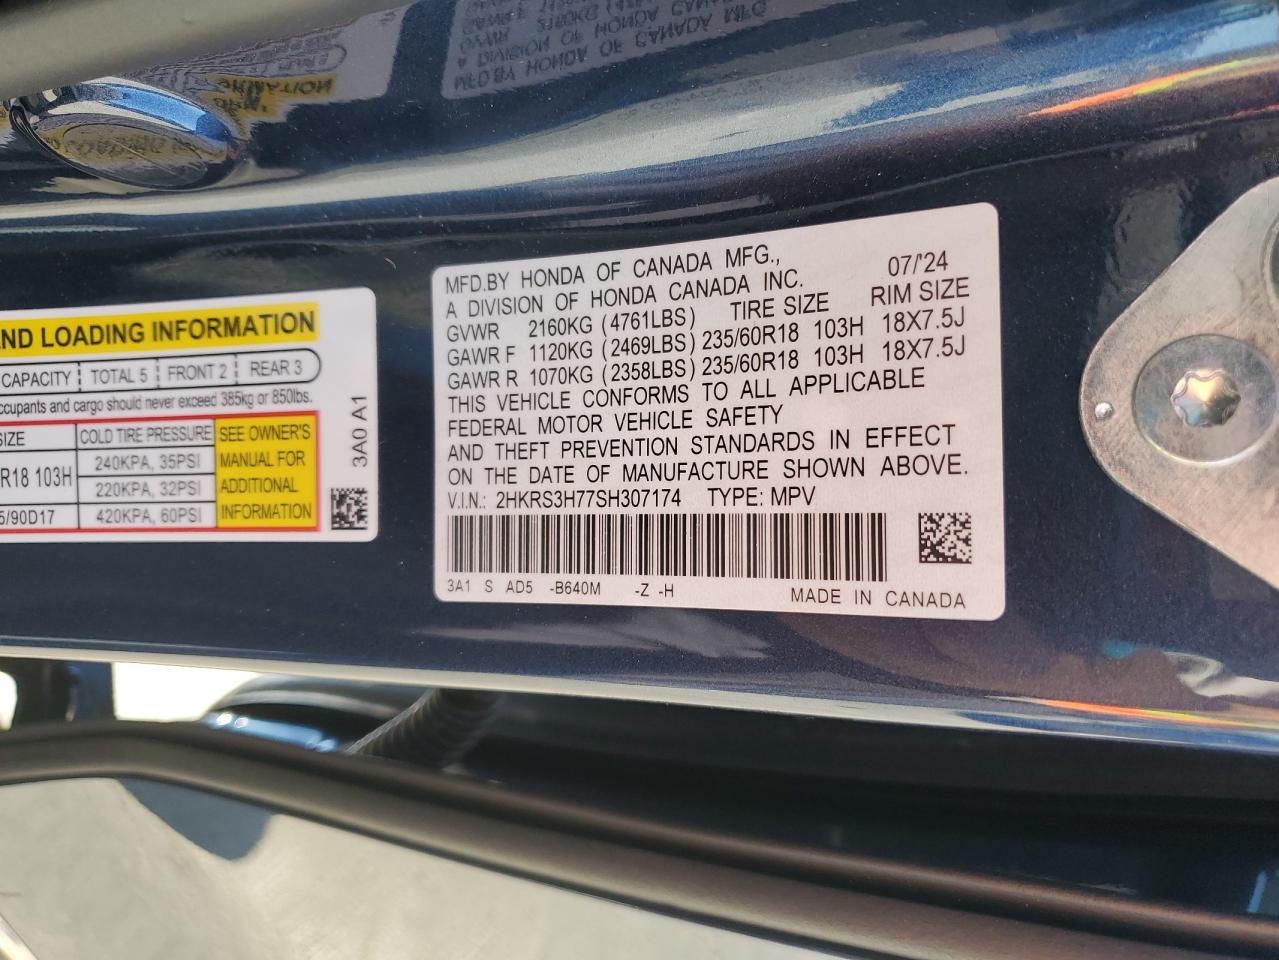 ND LOADING INFORMATION
CAPACITY TOTAL 5 FRONT 2 REAR 3
ccupants and cargo should never exceed 385kg or 850lbs.
SIZE COLD TIRE PRESSURE SEE OWNER'S
R18 103H 240KPA, 35PSI MANUAL FOR
220KPA, 32PSI ADDITIONAL
5/90D17 420KPA, 60PSI INFORMATION
3A0 A1
MFD.BY HONDA OF CANADA MFG., 07/'24
A DIVISION OF HONDA CANADA INC.
TIRE SIZE RIM SIZE
GVWR 2160KG (4761LBS)
GAWR F 1120KG (2469LBS) 235/60R18 103H 18X7.5J
GAWR R 1070KG (2358LBS) 235/60R18 103H 18X7.5J
THIS VEHICLE CONFORMS TO ALL APPLICABLE
FEDERAL MOTOR VEHICLE SAFETY
AND THEFT PREVENTION STANDARDS IN EFFECT
ON THE DATE OF MANUFACTURE SHOWN ABOVE.
V.I.N.: 2HKRS3H77SH307174 TYPE: MPV
3A1 S AD5 -B640M -Z -H MADE IN CANADA